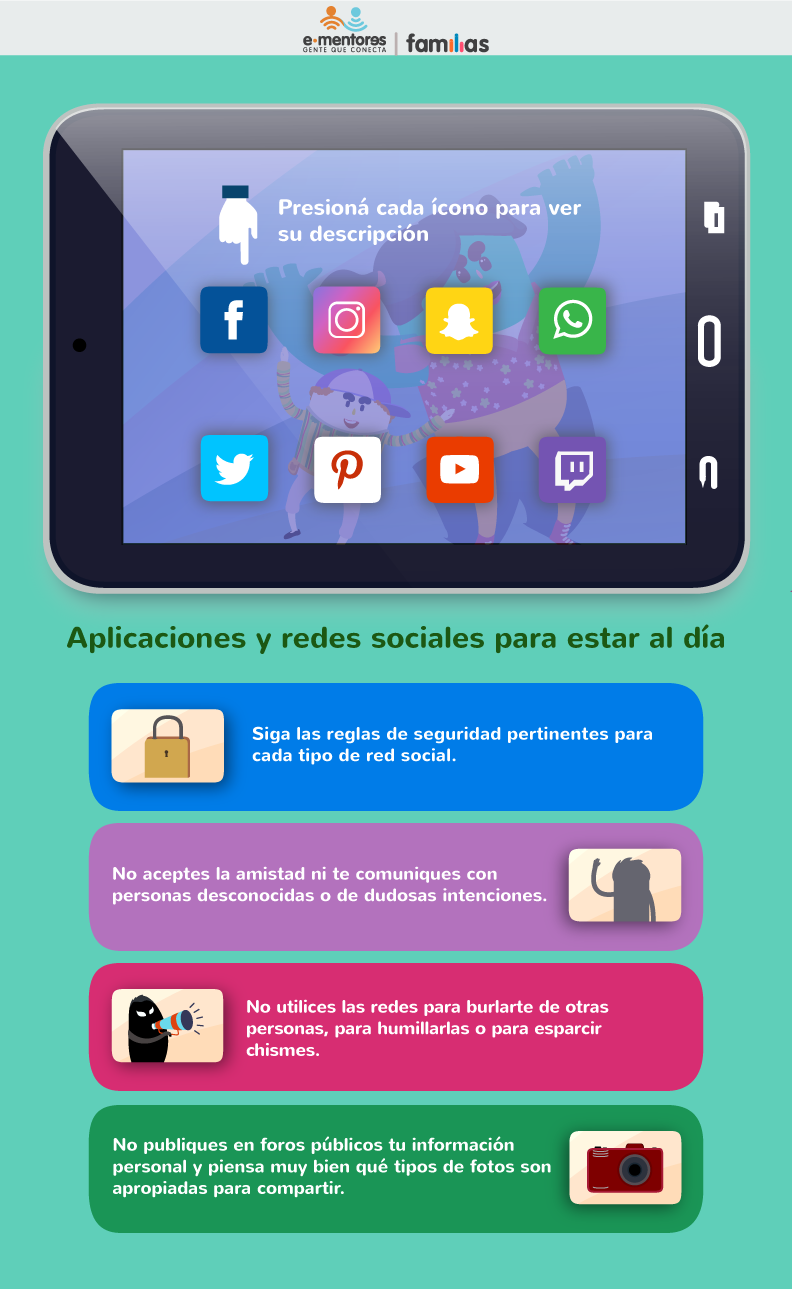 e-mentores
GENTE QUE CONECTA
familias
Presioná cada ícono para ver
su descripción
Aplicaciones y redes sociales para estar al día
Siga las reglas de seguridad pertinentes para
cada tipo de red social.
No aceptes la amistad ni te comuniques con
personas desconocidas o de dudosas intenciones.
No utilices las redes para burlarte de otras
personas, para humillarlas o para esparcir
chismes.
No publiques en foros públicos tu información
personal y piensa muy bien qué tipos de fotos son
apropiadas para compartir.